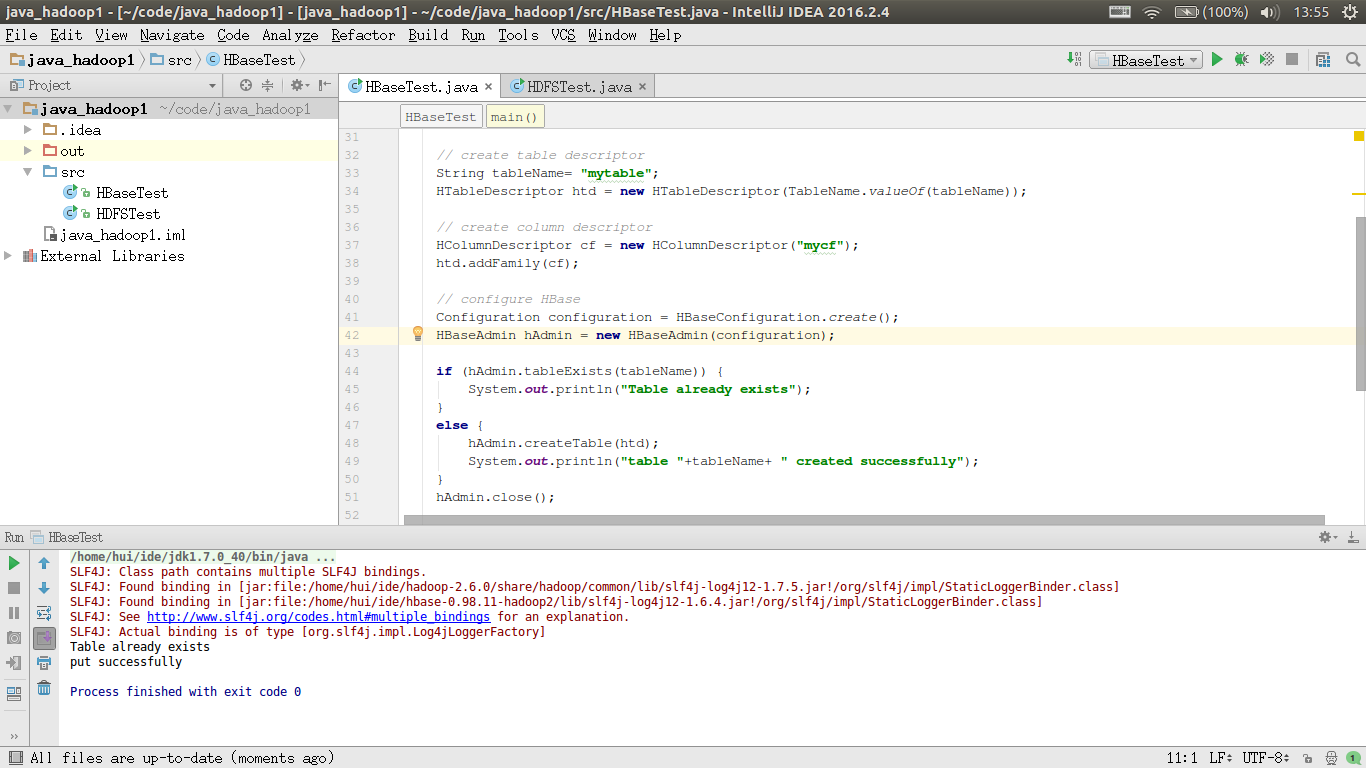 java_hadoop1 - [~/code/java_hadoop1] - [java_hadoop1] - ~/code/java_hadoop1/src/HBaseTest.java - IntelliJ IDEA 2016.2.4
(100%)
13:55
File Edit View Navigate Code Analyze Refactor Build Run Tools VCS Window Help
java_hadoop1 src HBaseTest
HBaseTest
Project
HBaseTest.java HDFSTest.java
java_hadoop1 ~/code/java_hadoop1
.idea
out
src
HBaseTest
HDFSTest
java_hadoop1.iml
External Libraries
HBaseTest main()
31
32 // create table descriptor
33 String tableName= "mytable";
34 HTableDescriptor htd = new HTableDescriptor(TableName.valueOf(tableName));
35
36 // create column descriptor
37 HColumnDescriptor cf = new HColumnDescriptor("mycf");
38 htd.addFamily(cf);
39
40 // configure HBase
41 Configuration configuration = HBaseConfiguration.create();
42 HBaseAdmin hAdmin = new HBaseAdmin(configuration);
43
44 if (hAdmin.tableExists(tableName)) {
45 System.out.println("Table already exists");
46 }
47 else {
48 hAdmin.createTable(htd);
49 System.out.println("table "+tableName+ " created successfully");
50 }
51 hAdmin.close();
52
Run HBaseTest
/home/hui/ide/jdk1.7.0_40/bin/java ...
SLF4J: Class path contains multiple SLF4J bindings.
SLF4J: Found binding in [jar:file:/home/hui/ide/hadoop-2.6.0/share/hadoop/common/lib/slf4j-log4j12-1.7.5.jar!/org/slf4j/impl/StaticLoggerBinder.class]
SLF4J: Found binding in [jar:file:/home/hui/ide/hbase-0.98.11-hadoop2/lib/slf4j-log4j12-1.6.4.jar!/org/slf4j/impl/StaticLoggerBinder.class]
SLF4J: See http://www.slf4j.org/codes.html#multiple_bindings for an explanation.
SLF4J: Actual binding is of type [org.slf4j.impl.Log4jLoggerFactory]
Table already exists
put successfully
Process finished with exit code 0
All files are up-to-date (moments ago)
11:1 LF UTF-8 1